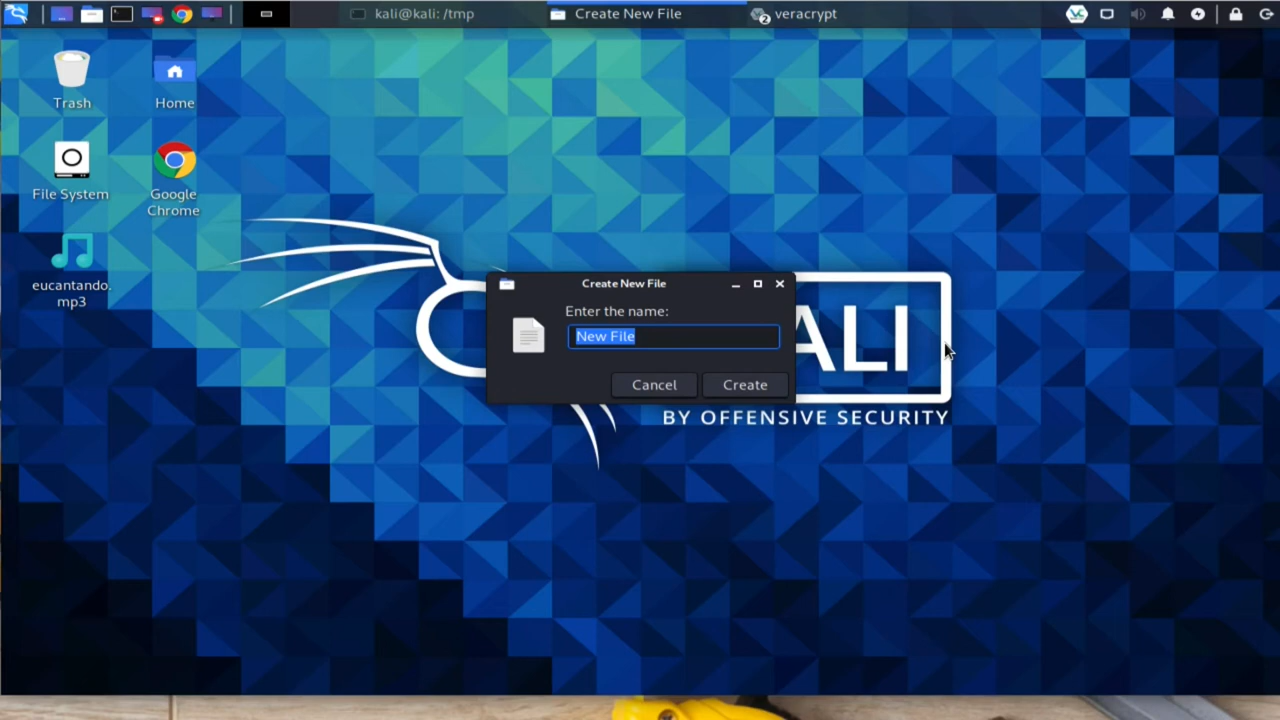 kali@kali: /tmp
Create New File
2
veracrypt
Trash
Home
File System
Google
Chrome
eucantando.
mp3
Create New File
Enter the name:
New File
Cancel
Create
ALI
BY OFFENSIVE SECURITY